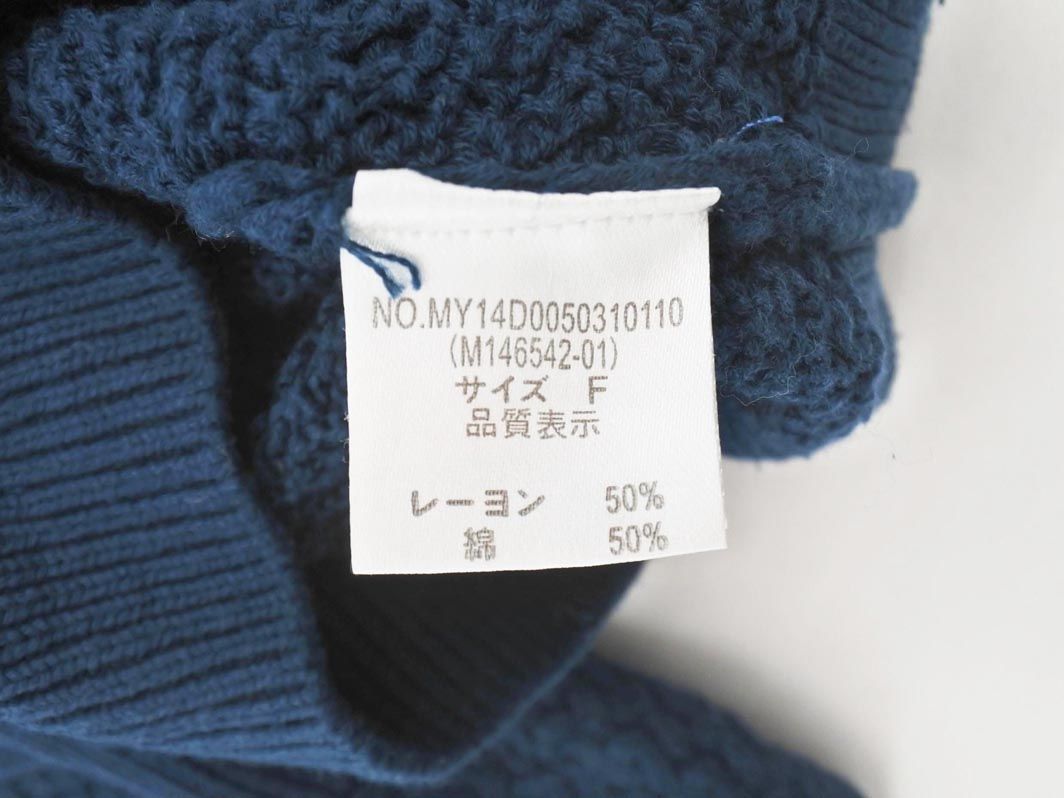 NO.MY14D0050310110
(M146542-01)
サイズ F
品質表示
レーヨン 50%
綿 50%